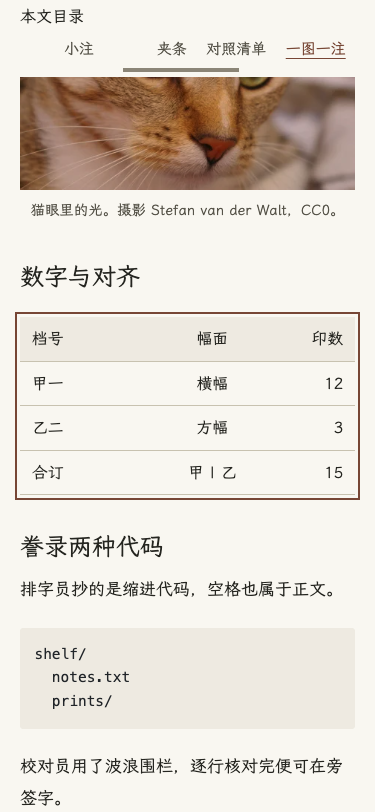 本文目录
小注 夹条 对照清单 一图一注
猫眼里的光。摄影 Stefan van der Walt，CC0。
数字与对齐
档号 幅面 印数
甲一 横幅 12
乙二 方幅 3
合订 甲 | 乙 15
誊录两种代码
排字员抄的是缩进代码，空格也属于正文。
shelf/
  notes.txt
  prints/
校对员用了波浪围栏，逐行核对完便可在旁
签字。